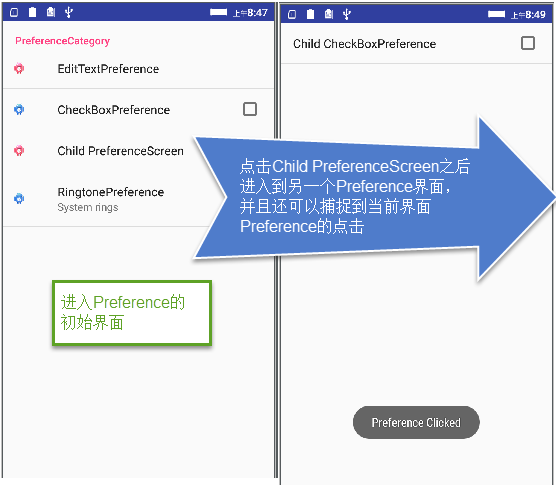 上午8:47
PreferenceCategory
EditTextPreference
CheckBoxPreference
Child PreferenceScreen
RingtonePreference
System rings
进入Preference的
初始界面
上午8:49
Child CheckBoxPreference
点击Child PreferenceScreen之后
进入到另一个Preference界面，
并且还可以捕捉到当前界面
Preference的点击
Preference Clicked